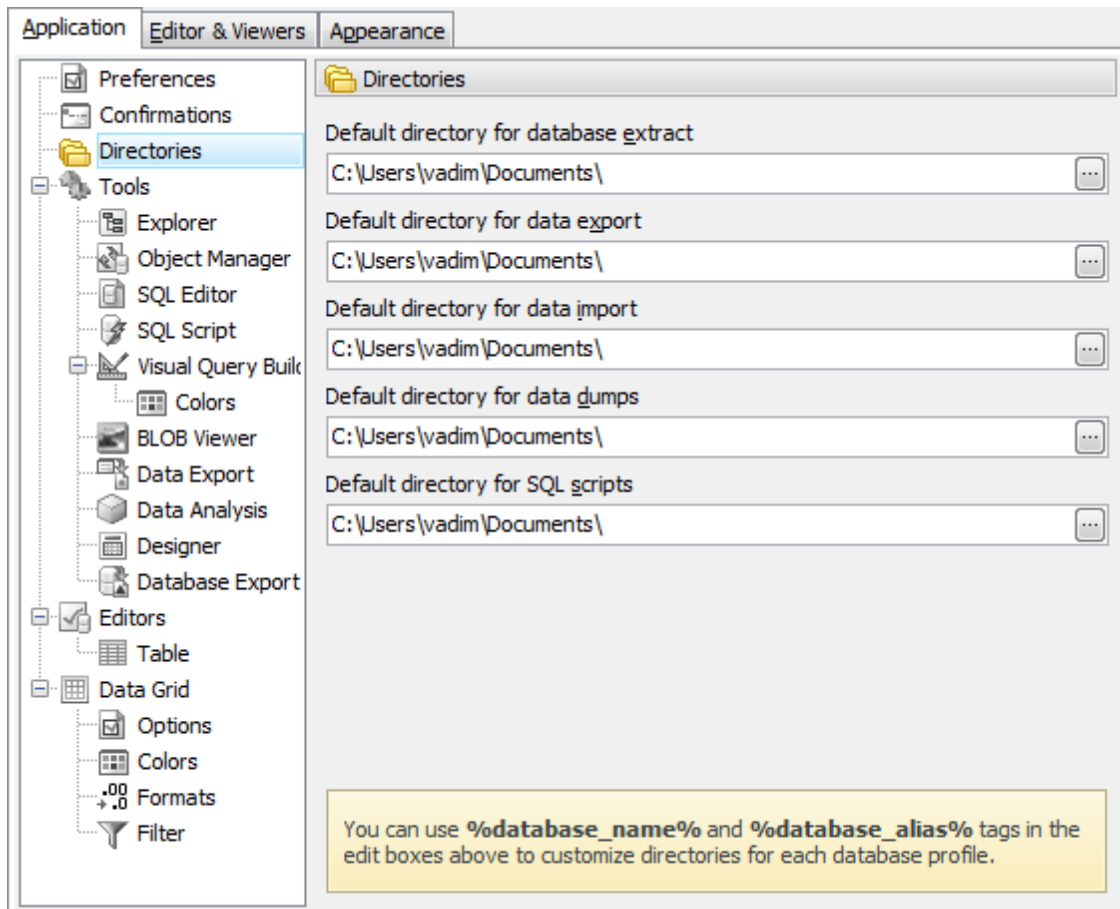 Application
Editor & Viewers
Appearance
Preferences
Confirmations
Directories
Tools
Explorer
Object Manager
SQL Editor
SQL Script
Visual Query Build
Colors
BLOB Viewer
Data Export
Data Analysis
Designer
Database Export
Editors
Table
Data Grid
Options
Colors
Formats
Filter
Directories
Default directory for database extract
C:\Users\vadim\Documents\
...
Default directory for data export
C:\Users\vadim\Documents\
...
Default directory for data import
C:\Users\vadim\Documents\
...
Default directory for data dumps
C:\Users\vadim\Documents\
...
Default directory for SQL scripts
C:\Users\vadim\Documents\
...
You can use %database_name% and %database_alias% tags in the
edit boxes above to customize directories for each database profile.